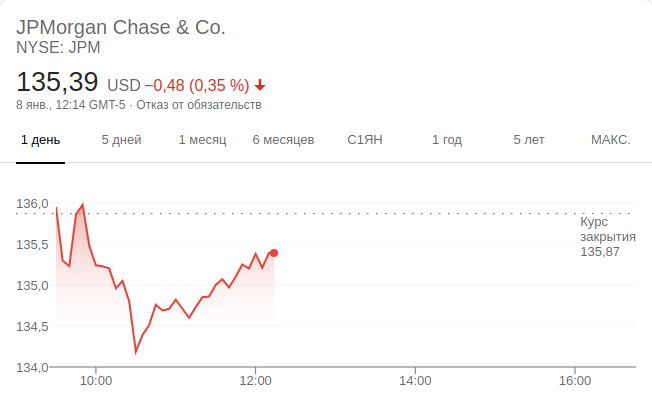 JPMorgan Chase & Co.
NYSE: JPM
135,39 USD −0,48 (0,35 %)
8 янв., 12:14 GMT-5 · Отказ от обязательств
1 день 5 дней 1 месяц 6 месяцев С1ЯН 1 год 5 лет МАКС.
136,0
Курс
закрытия
135,87
135,5
135,0
134,5
134,0
10:00 12:00 14:00 16:00